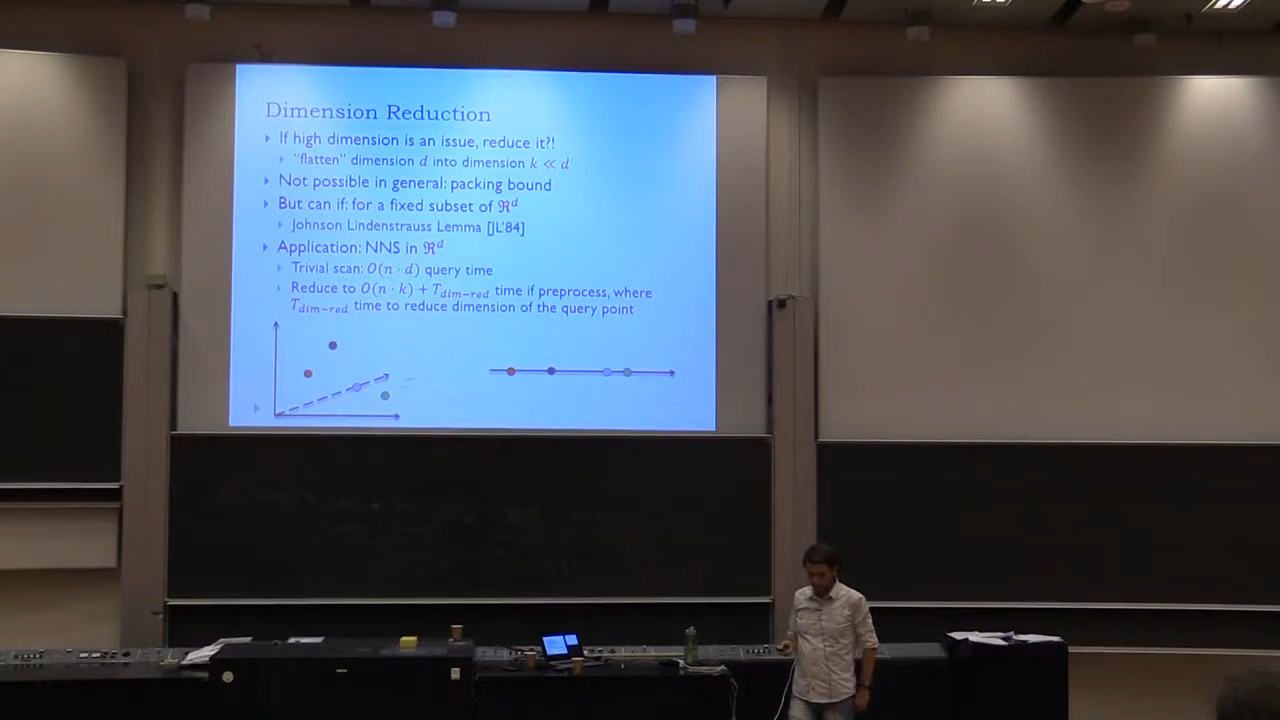 Dimension Reduction
If high dimension is an issue, reduce it?!
"flatten" dimension d into dimension k ≪ d
Not possible in general: packing bound
But can if: for a fixed subset of ℜᵈ
Johnson Lindenstrauss Lemma [JL'84]
Application: NNS in ℜᵈ
Trivial scan: O(n · d) query time
Reduce to O(n · k) + T_dim−red time if preprocess, where
T_dim−red time to reduce dimension of the query point